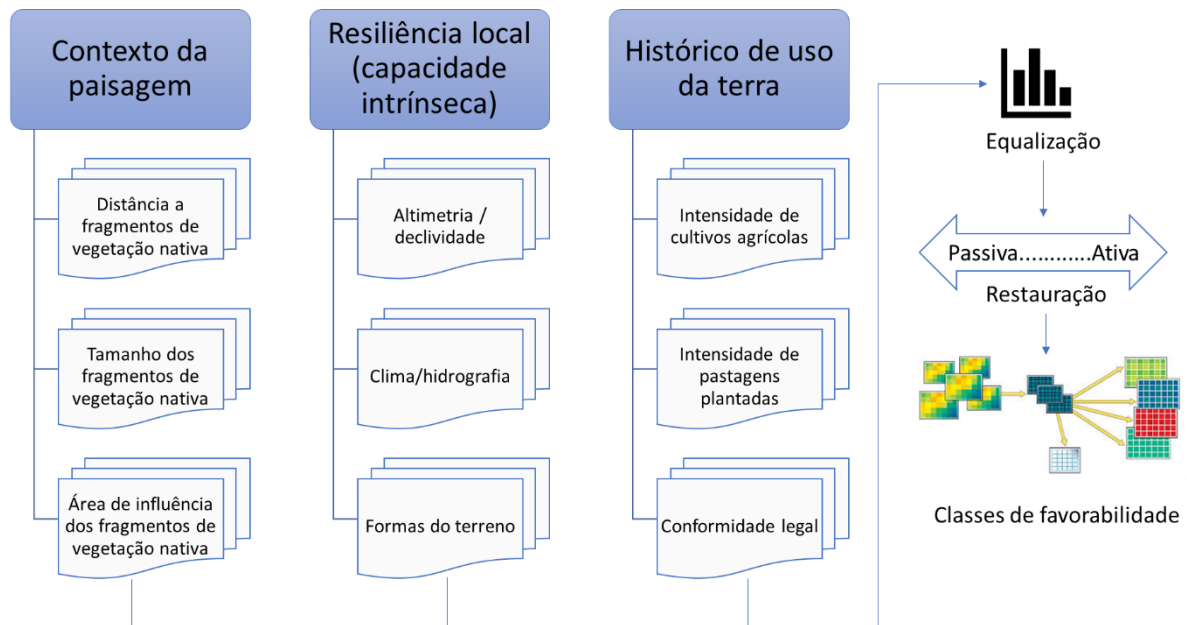 Contexto da
paisagem
Distância a
fragmentos de
vegetação nativa
Tamanho dos
fragmentos de
vegetação nativa
Área de influência
dos fragmentos de
vegetação nativa
Resiliência local
(capacidade
intrínseca)
Altimetria /
declividade
Clima/hidrografia
Formas do terreno
Histórico de uso
da terra
Intensidade de
cultivos agrícolas
Intensidade de
pastagens
plantadas
Conformidade legal
Equalização
Passiva............Ativa
Restauração
Classes de favorabilidade